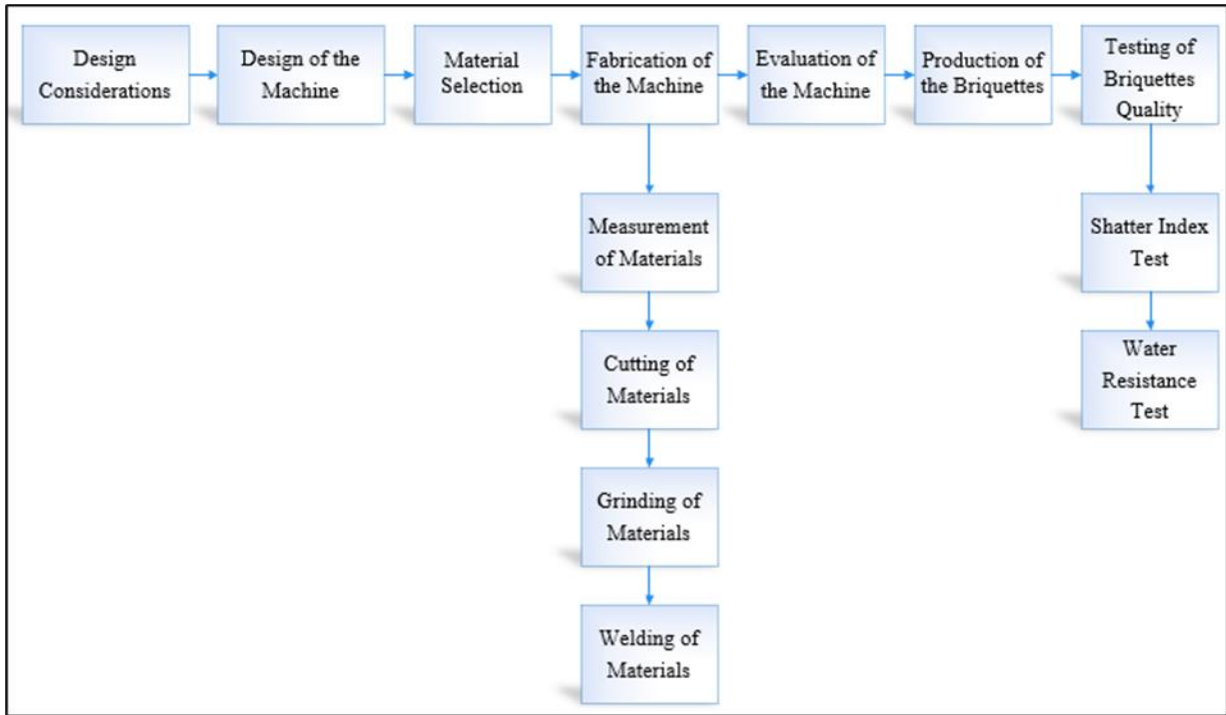 Design
Considerations
Design of the
Machine
Material
Selection
Fabrication of
the Machine
Evaluation of
the Machine
Production of
the Briquettes
Testing of
Briquettes
Quality
Measurement
of Materials
Shatter Index
Test
Cutting of
Materials
Water
Resistance
Test
Grinding of
Materials
Welding of
Materials